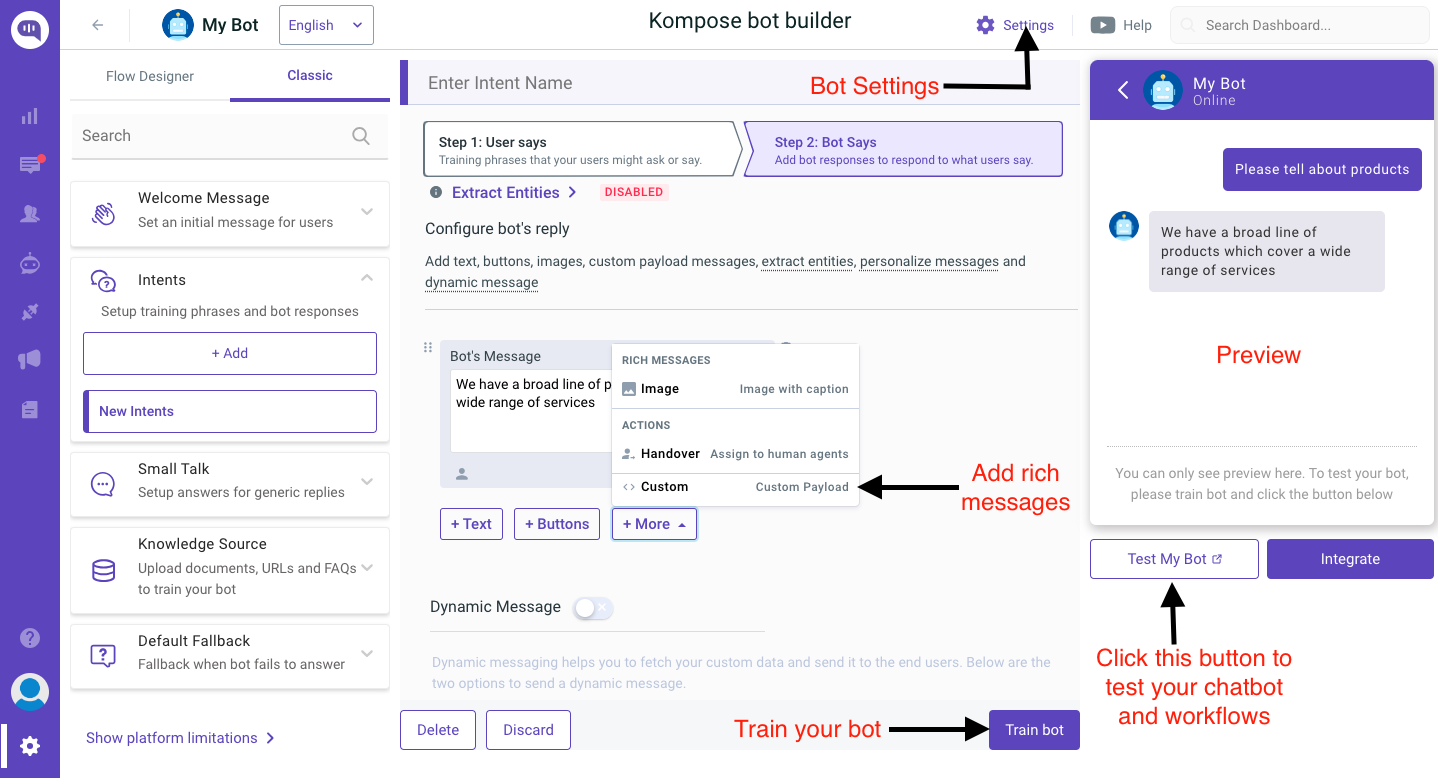 My Bot
English
Kompose bot builder
Settings
Help
Search Dashboard...
Flow Designer
Classic
Search
Welcome Message
Set an initial message for users
Intents
Setup training phrases and bot responses
+ Add
New Intents
Small Talk
Setup answers for generic replies
Knowledge Source
Upload documents, URLs and FAQs
to train your bot
Default Fallback
Fallback when bot fails to answer
Show platform limitations
Enter Intent Name
Bot Settings
Step 1: User says
Training phrases that your users might ask or say.
Step 2: Bot Says
Add bot responses to respond to what users say.
Extract Entities
DISABLED
Configure bot's reply
Add text, buttons, images, custom payload messages, extract entities, personalize messages and
dynamic message
Bot's Message
We have a broad line of p
wide range of services
RICH MESSAGES
Image
Image with caption
ACTIONS
Handover
Assign to human agents
Custom
Custom Payload
Add rich
messages
+ Text
+ Buttons
+ More
Dynamic Message
Dynamic messaging helps you to fetch your custom data and send it to the end users. Below are the
two options to send a dynamic message.
Delete
Discard
Train your bot
Train bot
My Bot
Online
Please tell about products
We have a broad line of
products which cover a wide
range of services
Preview
You can only see preview here. To test your bot,
please train bot and click the button below
Test My Bot
Integrate
Click this button to
test your chatbot
and workflows